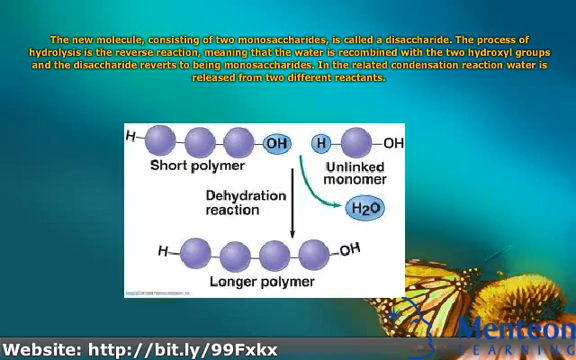 The new molecule, consisting of two monosaccharides, is called a disaccharide. The process of
hydrolysis is the reverse reaction, meaning that the water is recombined with the two hydroxyl groups
and the disaccharide reverts to being monosaccharides. In the related condensation reaction water is
released from two different reactants.
H OH H OH
Short polymer
Unlinked
monomer
Dehydration
reaction
H2O
H OH
Longer polymer
Menteon
LEARNING
Website: http://bit.ly/99Fxkx